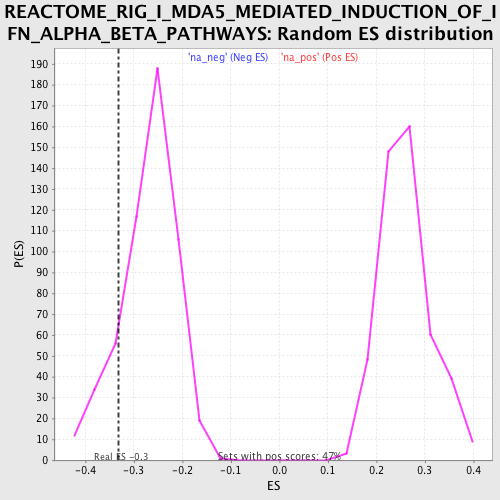 REACTOME_RIG_I_MDA5_MEDIATED_INDUCTION_OF_I
FN_ALPHA_BETA_PATHWAYS: Random ES distribution
'na_neg' (Neg ES) 'na_pos' (Pos ES)
190
180
170
160
150
140
130
120
110
100
90
80
70
60
50
40
30
20
10
0
P(ES)
Real ES -0.3
Sets with pos scores: 47%
-0.4 -0.3 -0.2 -0.1 0.0 0.1 0.2 0.3 0.4
ES